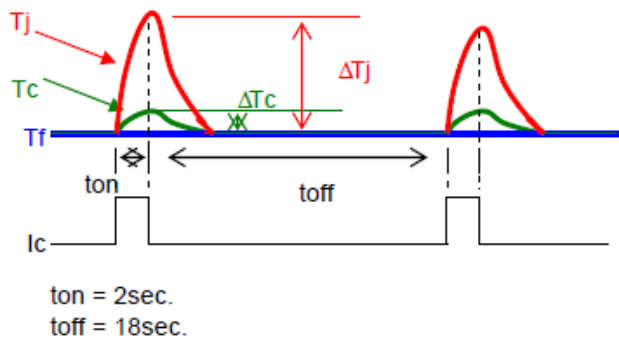 Tj
ΔTj
Tc
ΔTc
Tf
ton
toff
Ic
ton = 2sec.
toff = 18sec.